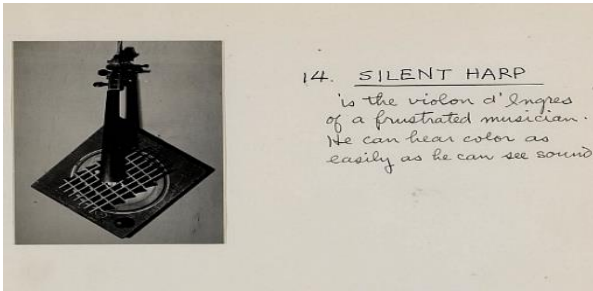 14. SILENT HARP
is the violon d'Ingres
of a frustrated musician.
He can hear color as
easily as he can see sound